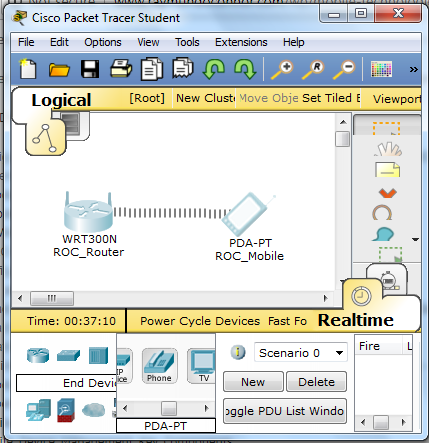 Cisco Packet Tracer Student
File Edit Options View Tools Extensions Help
Logical [Root] New Cluste Move Obje Set Tiled B Viewport
WRT300N
ROC_Router
PDA-PT
ROC_Mobile
Time: 00:37:10 Power Cycle Devices Fast Fo Realtime
Scenario 0
Fire L
End Devi
Phone
TV
New Delete
oggle PDU List Windo
PDA-PT